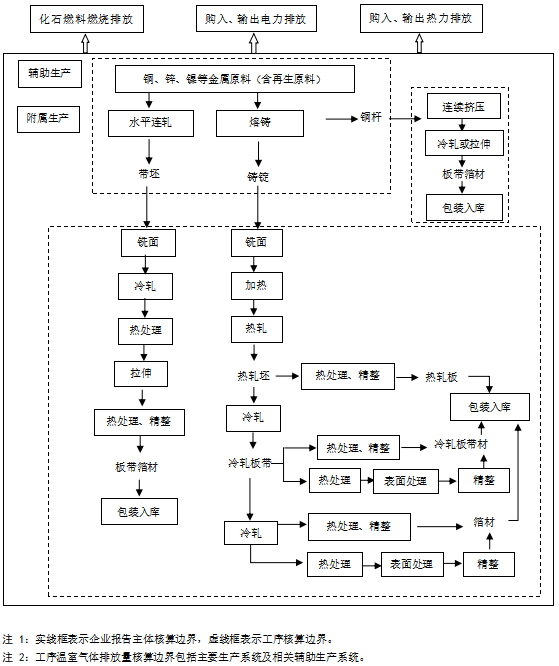 化石燃料燃烧排放
购入、输出电力排放
购入、输出热力排放
辅助生产
附属生产
铜、锌、镍等金属原料(含再生原料)
水平连轧
熔铸
铜杆
带坯
铸锭
连续挤压
冷轧或拉伸
板带箔材
包装入库
铣面
冷轧
热处理
拉伸
热处理、精整
板带箔材
包装入库
铣面
加热
热轧
热轧坯
热处理、精整
热轧板
包装入库
冷轧
冷轧板带
热处理、精整
冷轧板带材
热处理
表面处理
精整
冷轧
热处理、精整
箔材
热处理
表面处理
精整
注 1：实线框表示企业报告主体核算边界，虚线框表示工序核算边界。
注 2：工序温室气体排放量核算边界包括主要生产系统及相关辅助生产系统。